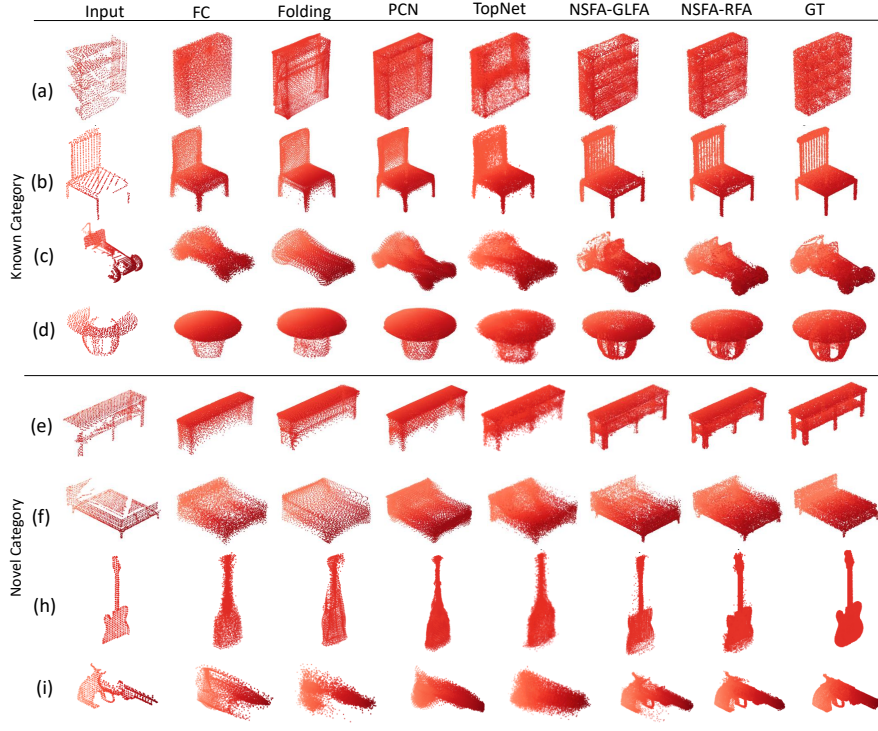 Input FC Folding PCN TopNet NSFA-GLFA NSFA-RFA GT
(a)
(b)
Known Category
(c)
(d)
(e)
(f)
Novel Category
(h)
(i)